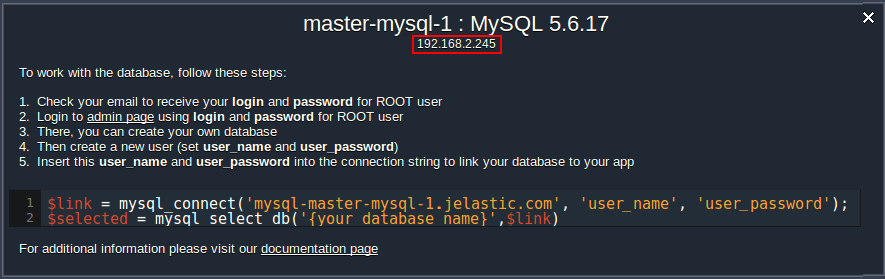 master-mysql-1 : MySQL 5.6.17
192.168.2.245
To work with the database, follow these steps:
1. Check your email to receive your login and password for ROOT user
2. Login to admin page using login and password for ROOT user
3. There, you can create your own database
4. Then create a new user (set user_name and user_password)
5. Insert this user_name and user_password into the connection string to link your database to your app
1 $link = mysql_connect('mysql-master-mysql-1.jelastic.com', 'user_name', 'user_password');
2 $selected = mysql_select_db('{your_database_name}',$link)
For additional information please visit our documentation page